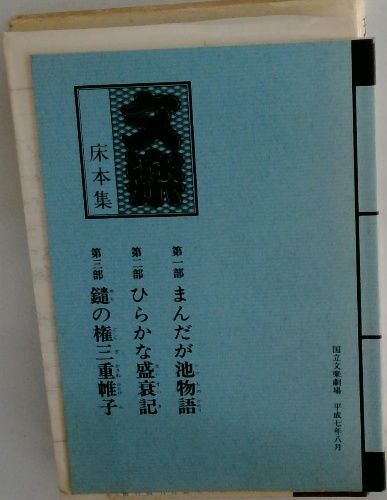 文楽
床本集
第一部 まんだが池物語
第二部 ひらかな盛衰記
第三部 鑓の権三重帷子
国立文楽劇場 平成七年八月